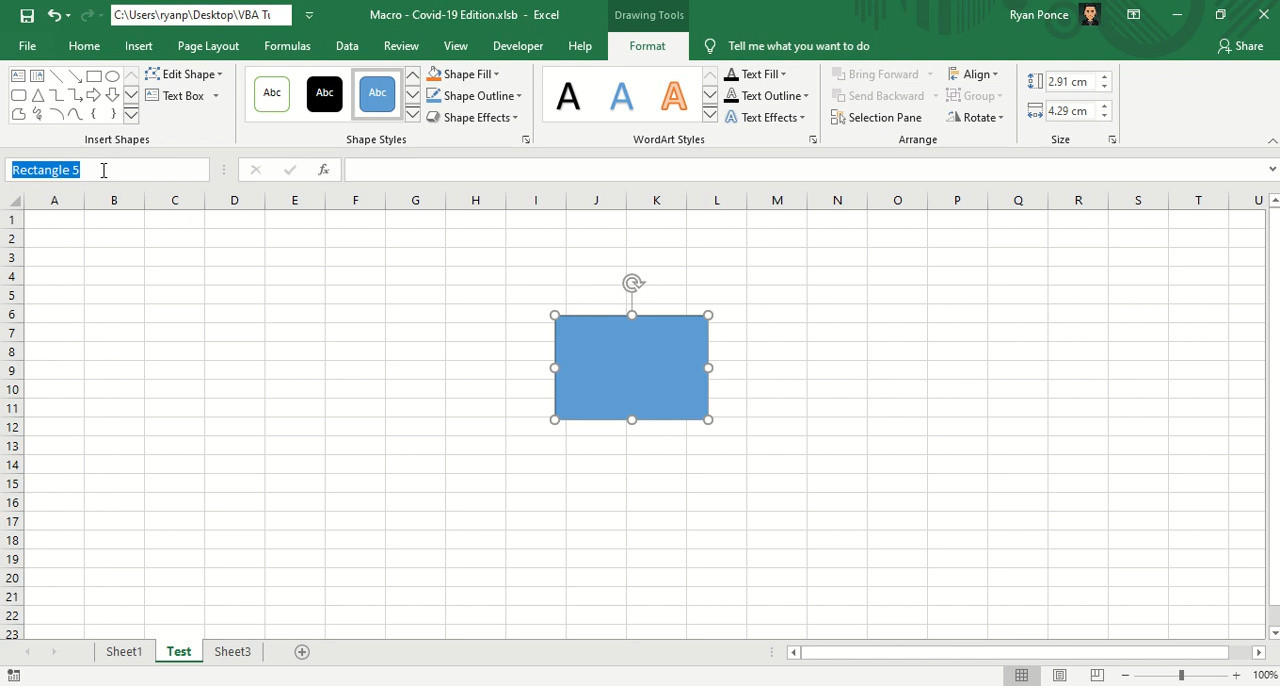 C:\Users\ryanp\Desktop\VBA Tu
Macro - Covid-19 Edition.xlsb - Excel
Drawing Tools
Ryan Ponce
File Home Insert Page Layout Formulas Data Review View Developer Help Format Tell me what you want to do Share
Edit Shape
Text Box
Insert Shapes
Abc Abc Abc
Shape Fill
Shape Outline
Shape Effects
Shape Styles
A A A
Text Fill
Text Outline
Text Effects
WordArt Styles
Bring Forward
Send Backward
Selection Pane
Align
Group
Rotate
Arrange
2.91 cm
4.29 cm
Size
Rectangle 5
fx
A B C D E F G H I J K L M N O P Q R S T U
1
2
3
4
5
6
7
8
9
10
11
12
13
14
15
16
17
18
19
20
21
22
23
Sheet1 Test Sheet3
100%